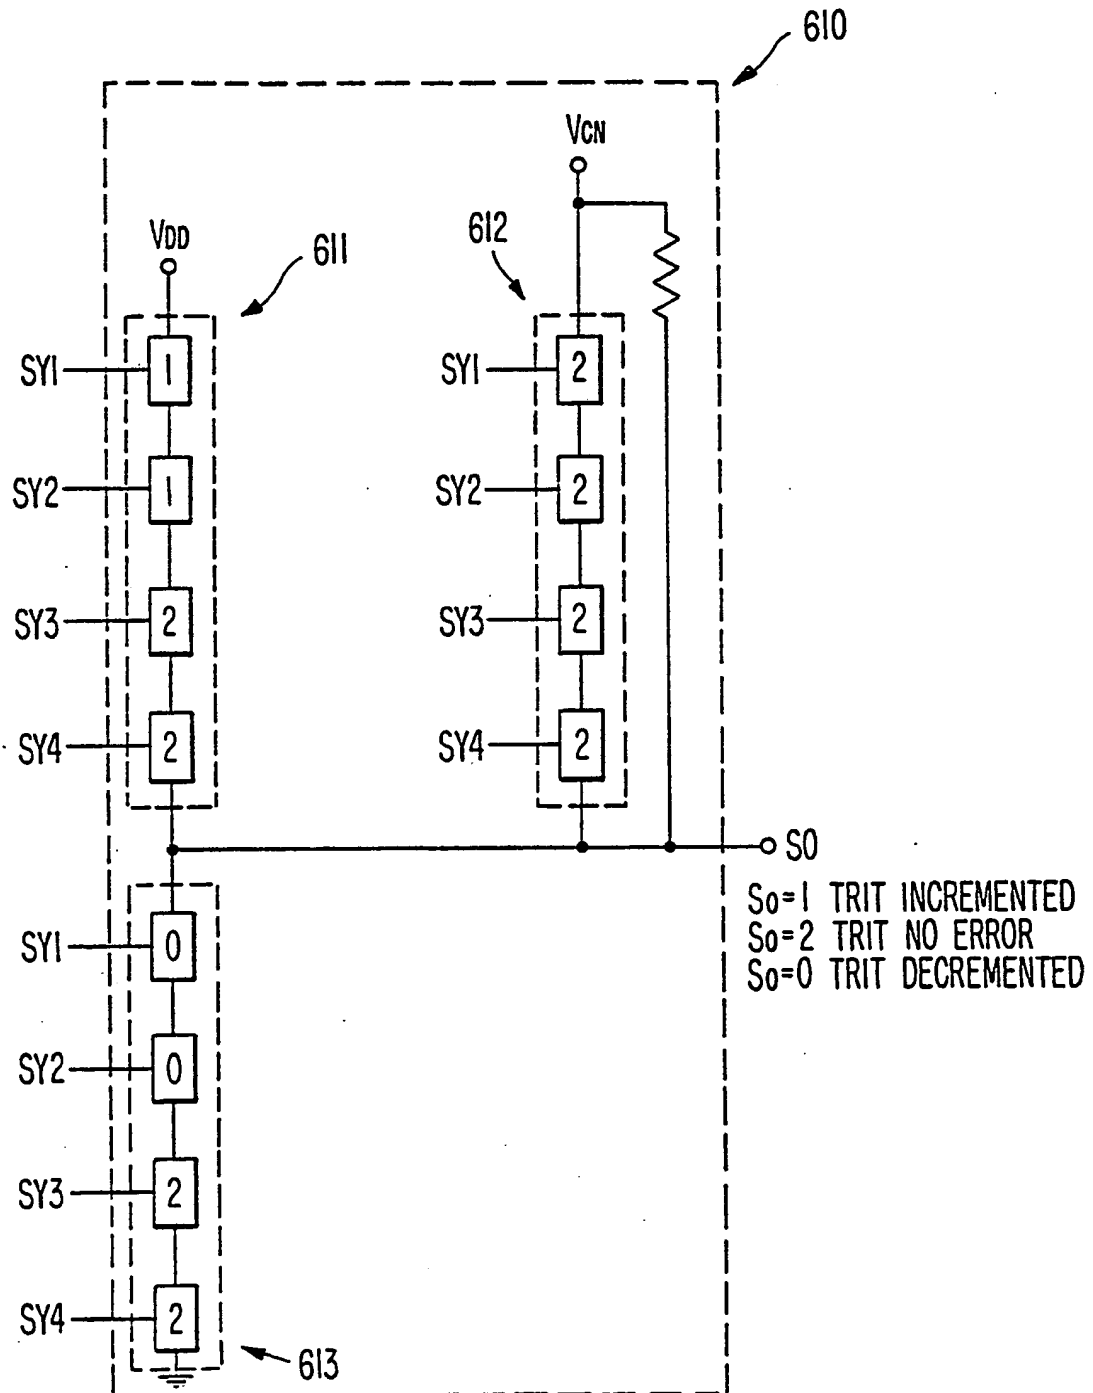 610
VCN
VDD
611
612
SY1
1
SY1
2
SY2
1
SY2
2
SY3
2
SY3
2
SY4
2
SY4
2
SO
So=1 TRIT INCREMENTED
So=2 TRIT NO ERROR
So=0 TRIT DECREMENTED
SY1
0
SY2
0
SY3
2
SY4
2
613